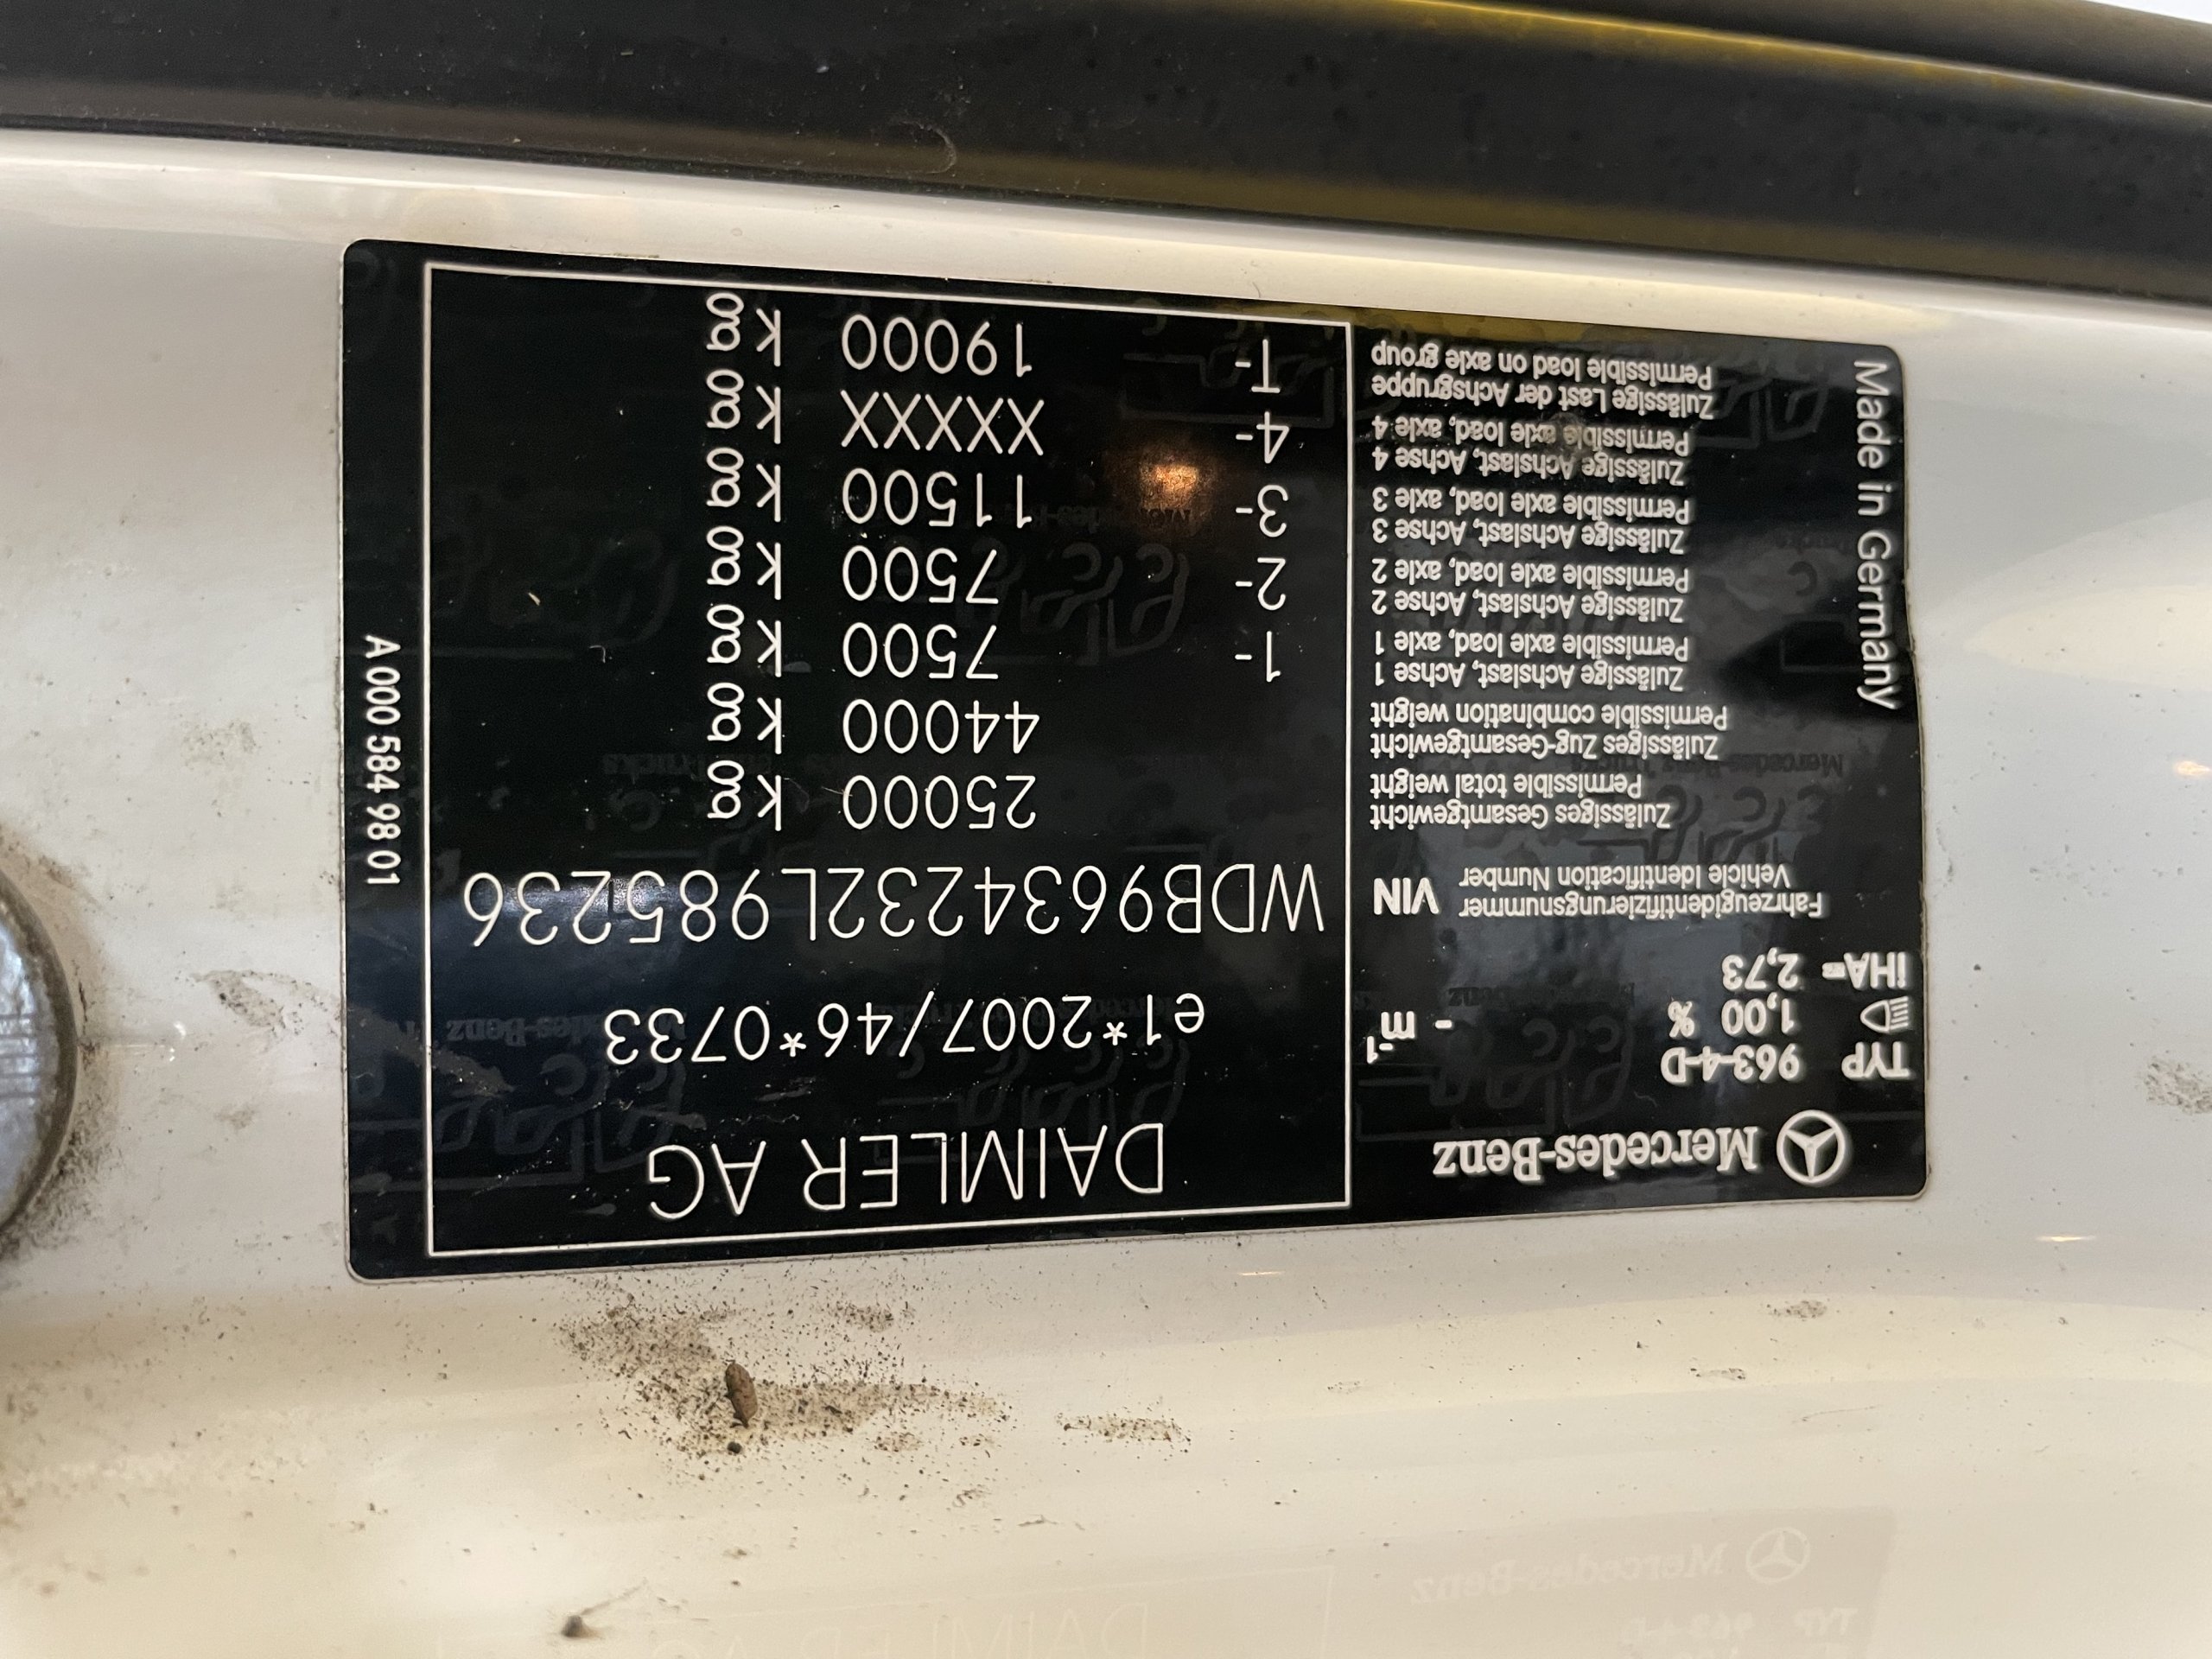 Mercedes-Benz
TYP 963-4-D
1,00 % - m-1
iHA= 2,73
Fahrzeugidentifizierungsnummer
Vehicle Identification Number
VIN
Zulässiges Gesamtgewicht
Permissible total weight
Zulässiges Zug-Gesamtgewicht
Permissible combination weight
Zulässige Achslast, Achse 1
Permissible axle load, axle 1
Zulässige Achslast, Achse 2
Permissible axle load, axle 2
Zulässige Achslast, Achse 3
Permissible axle load, axle 3
Zulässige Achslast, Achse 4
Permissible axle load, axle 4
Zulässige Last der Achsgruppe
Permissible load on axle group
Made in Germany
DAIMLER AG
e1*2007/46*0733
WDB9634232L985236
25000 kg
44000 kg
1- 7500 kg
2- 7500 kg
3- 11500 kg
4- XXXXX kg
T- 19000 kg
A 000 584 98 01